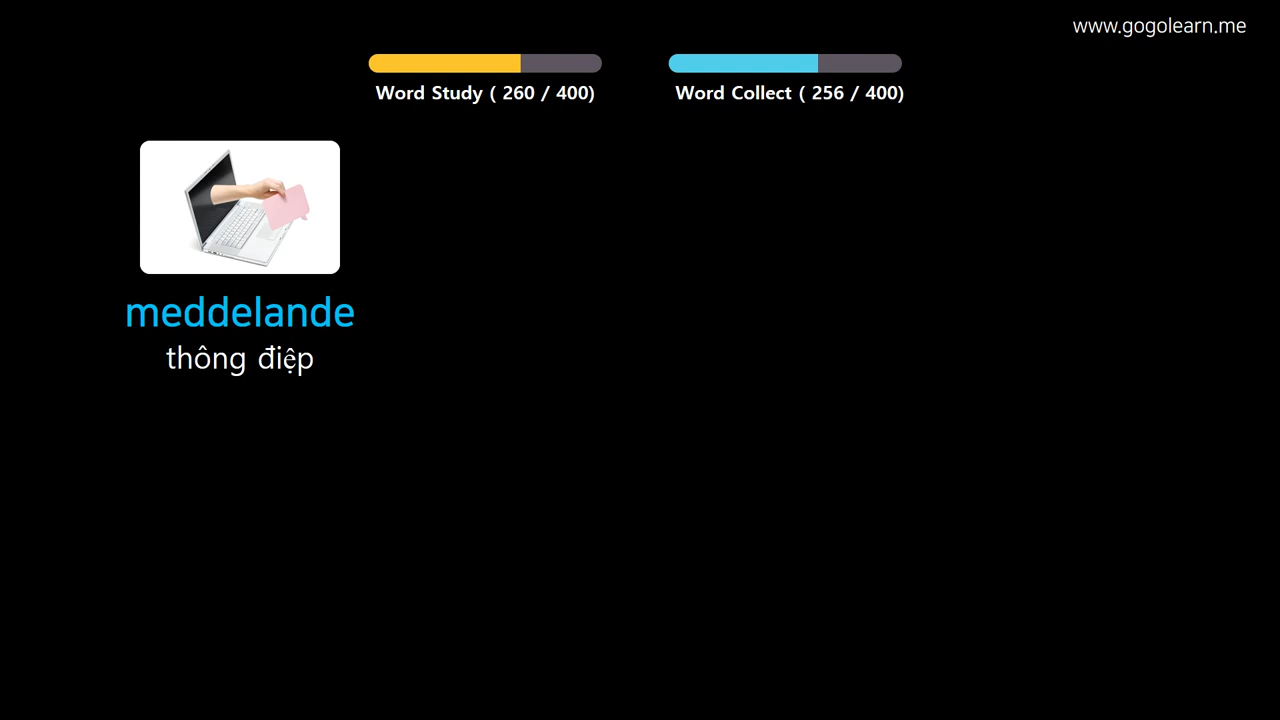 www.gogolearn.me
Word Study ( 260 / 400)
Word Collect ( 256 / 400)
meddelande
thông điệp